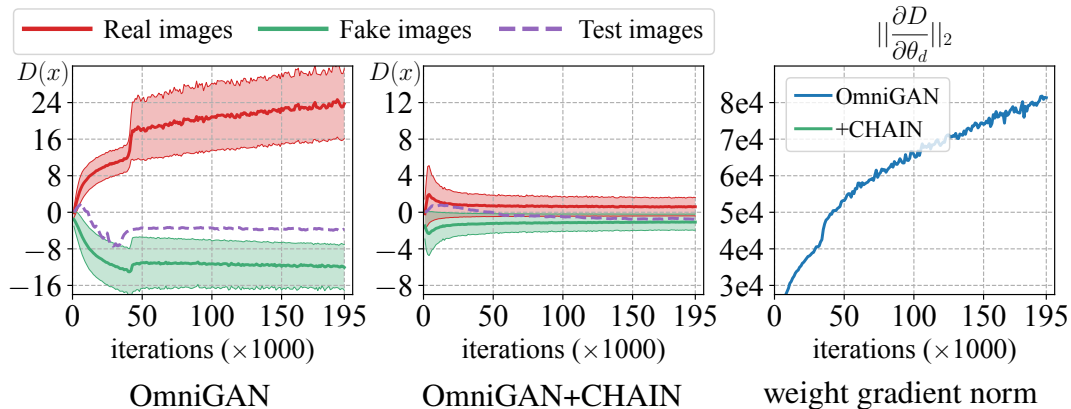 Real images Fake images Test images
||∂D/∂θ_d||₂
D(x)
24
16
8
0
−8
−16
0 50 100 150 195
iterations (×1000)
OmniGAN
D(x)
12
8
4
0
−4
−8
0 50 100 150 195
iterations (×1000)
OmniGAN+CHAIN
OmniGAN
+CHAIN
8e4
7e4
6e4
5e4
4e4
3e4
0 50 100 150 195
iterations (×1000)
weight gradient norm